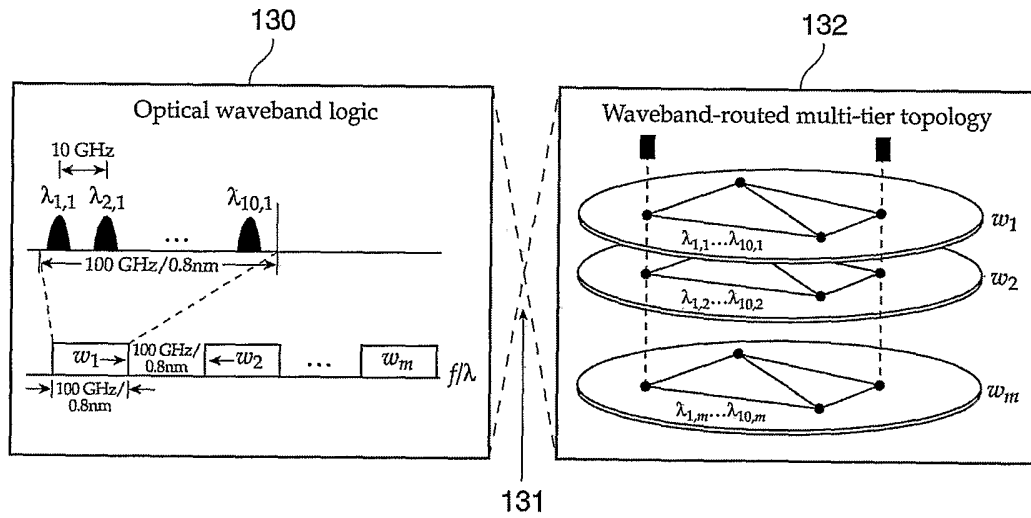 130
132
Optical waveband logic
10 GHz
λ1,1 λ2,1 λ10,1
...
100 GHz/0.8nm
w1 100 GHz/0.8nm w2 ... wm f/λ
100 GHz/0.8nm
Waveband-routed multi-tier topology
w1
λ1,1...λ10,1
w2
λ1,2...λ10,2
wm
λ1,m...λ10,m
131